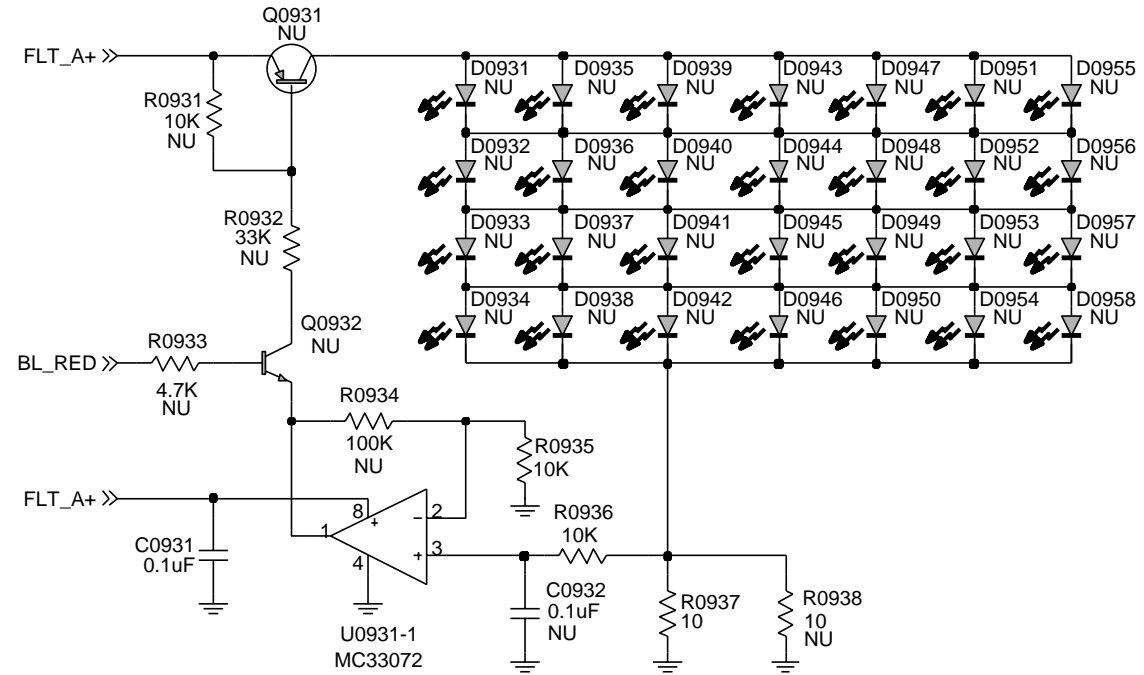 Q0931
NU
FLT_A+
R0931
10K
NU
D0931
NU
D0935
NU
D0939
NU
D0943
NU
D0947
NU
D0951
NU
D0955
NU
D0932
NU
D0936
NU
D0940
NU
D0944
NU
D0948
NU
D0952
NU
D0956
NU
R0932
33K
NU
D0933
NU
D0937
NU
D0941
NU
D0945
NU
D0949
NU
D0953
NU
D0957
NU
D0934
NU
D0938
NU
D0942
NU
D0946
NU
D0950
NU
D0954
NU
D0958
NU
Q0932
NU
BL_RED
R0933
4.7K
NU
R0934
100K
NU
R0935
10K
FLT_A+
8
+
1
4
-
2
+
3
C0931
0.1uF
U0931-1
MC33072
R0936
10K
C0932
0.1uF
NU
R0937
10
R0938
10
NU